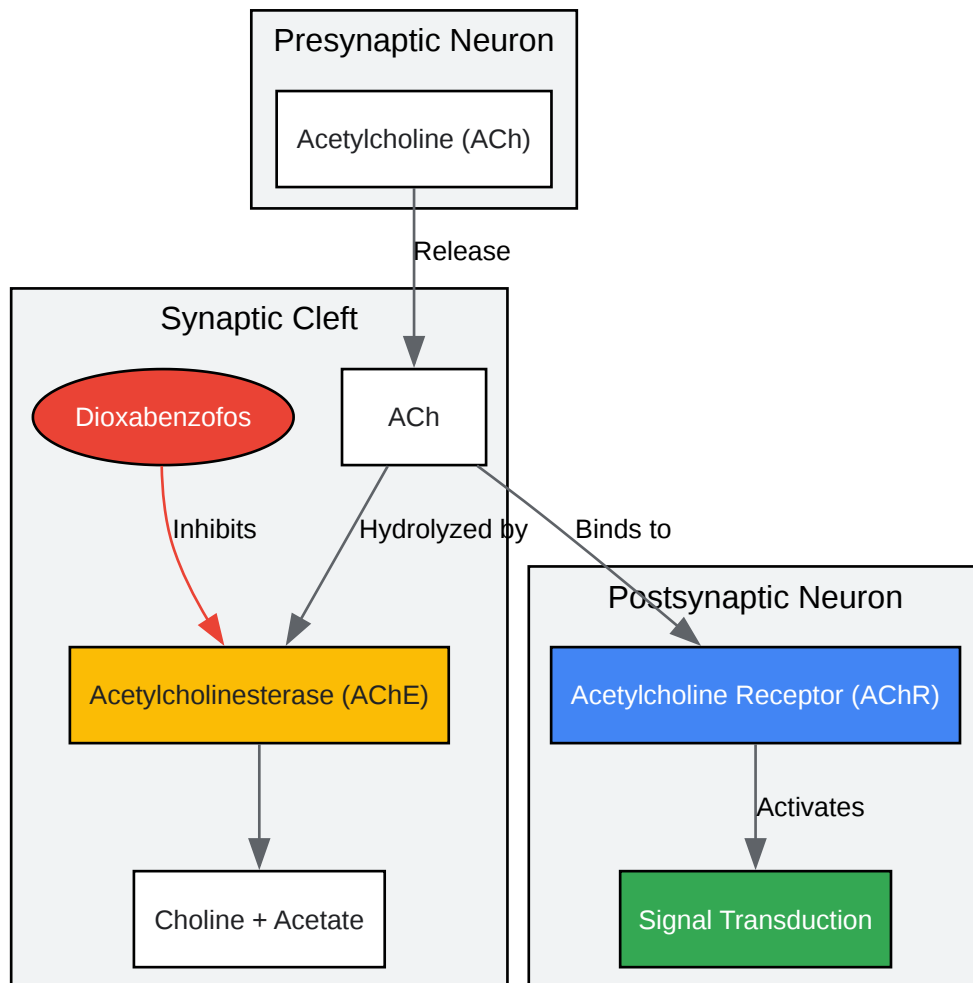 Presynaptic Neuron
Acetylcholine (ACh)
Release
Synaptic Cleft
Dioxabenzofos
ACh
Inhibits
Hydrolyzed by
Binds to
Postsynaptic Neuron
Acetylcholinesterase (AChE)
Acetylcholine Receptor (AChR)
Activates
Choline + Acetate
Signal Transduction